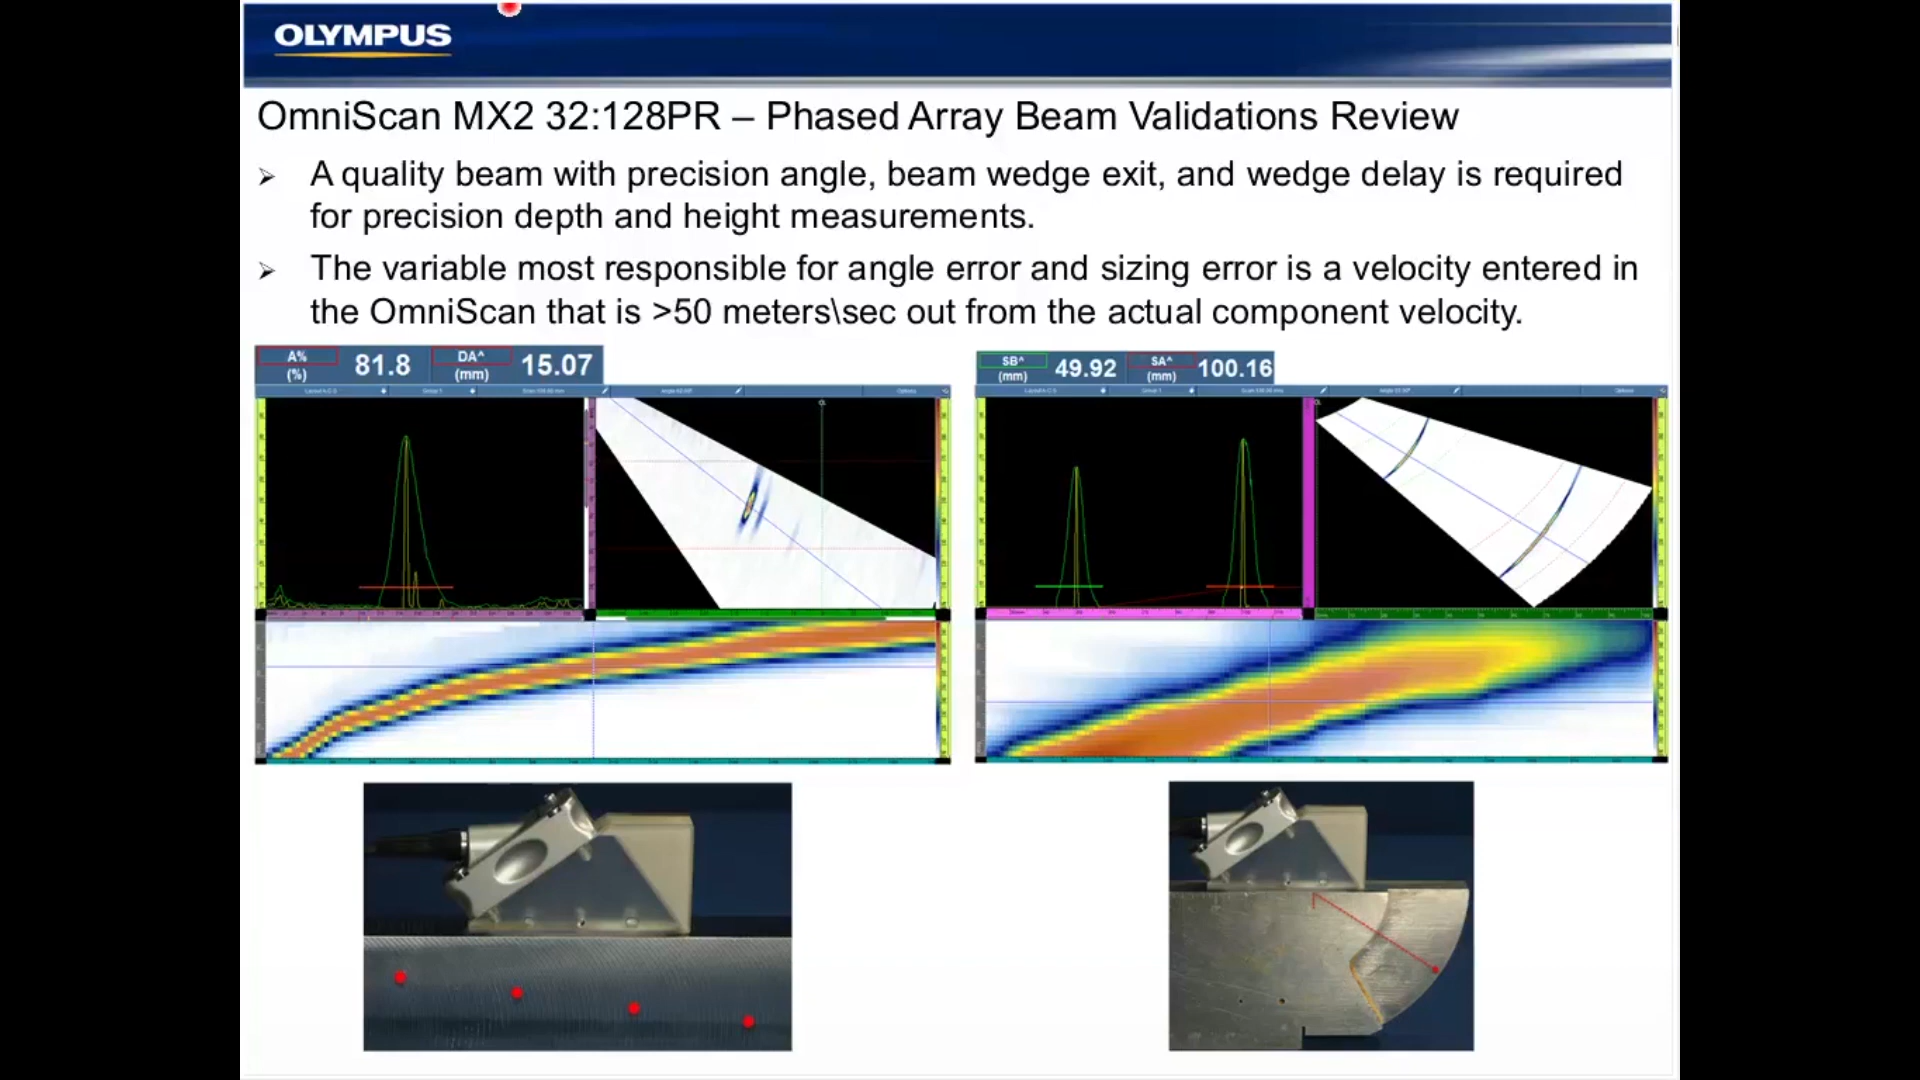 OLYMPUS
OmniScan MX2 32:128PR – Phased Array Beam Validations Review
➢ A quality beam with precision angle, beam wedge exit, and wedge delay is required
for precision depth and height measurements.
➢ The variable most responsible for angle error and sizing error is a velocity entered in
the OmniScan that is >50 meters\sec out from the actual component velocity.
A% (%) 81.8 DA^ (mm) 15.07
SB^ (mm) 49.92 SA^ (mm) 100.16